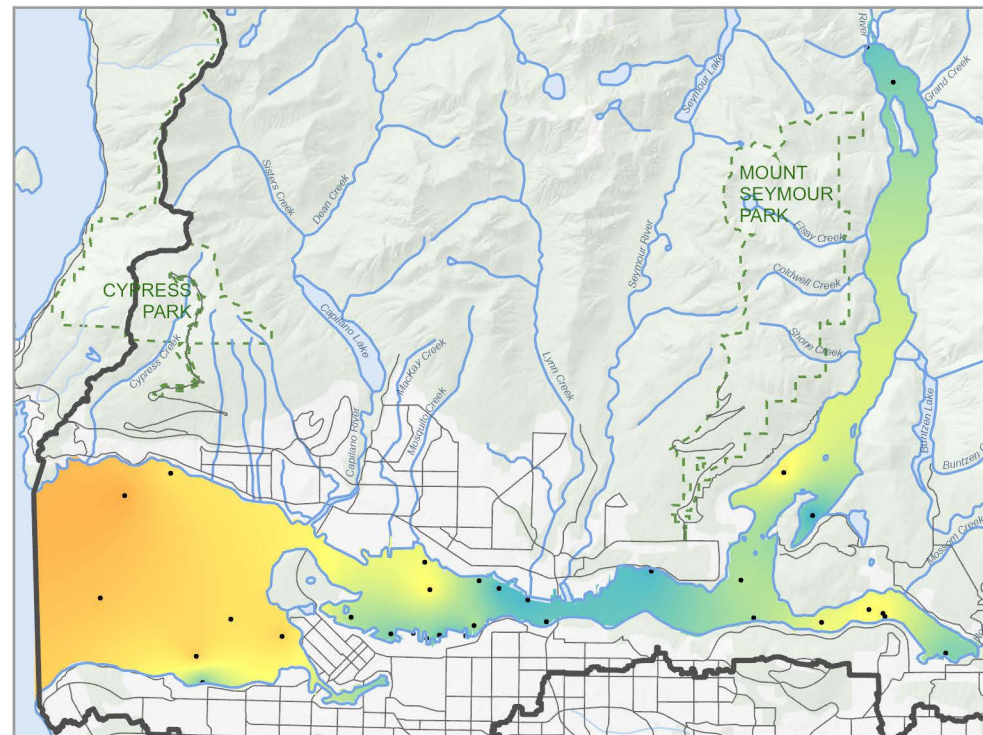 River
Grand Creek
Seymour Lake
MOUNT
SEYMOUR
PARK
Sisters Creek
Dean Creek
Elsay Creek
Seymour River
Coldwell Creek
CYPRESS
PARK
Capilano Lake
Cypress Creek
MacKay Creek
Lynn Creek
Shone Creek
Mosquito Creek
Buntzen Lake
Capilano River
Buntzen
Mossom Creek